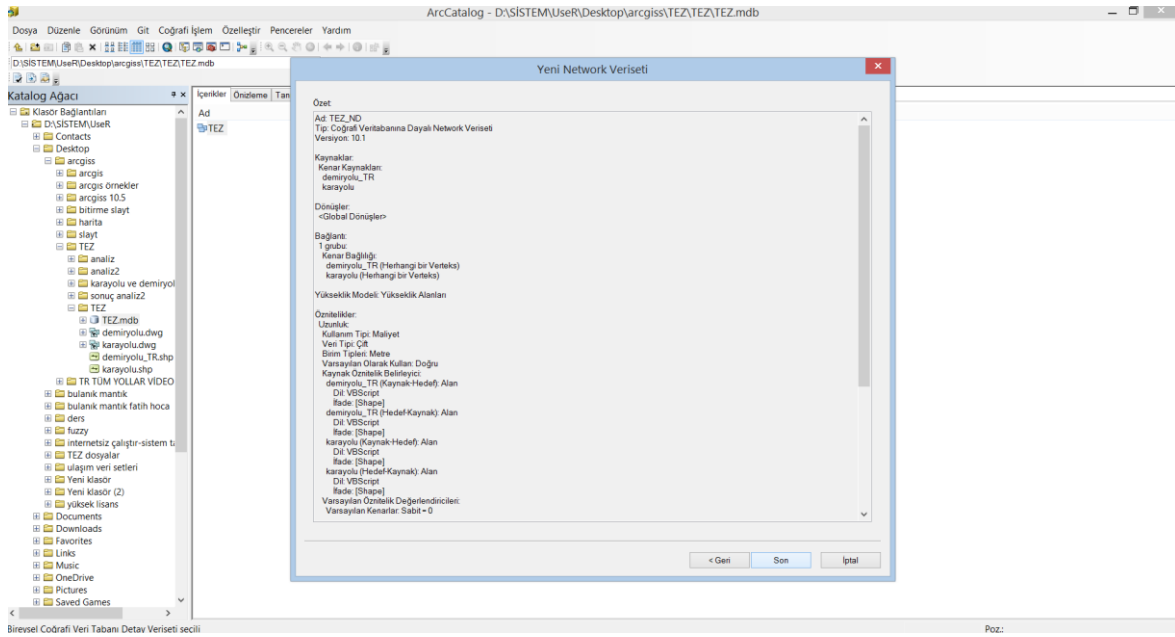 ArcCatalog - D:\SİSTEM\UseR\Desktop\arcgiss\TEZ\TEZ\TEZ.mdb
Dosya Düzenle Görünüm Git Coğrafi İşlem Özelleştir Pencereler Yardım
D:\SİSTEM\UseR\Desktop\arcgiss\TEZ\TEZ\TEZ.mdb
Katalog Ağacı
Klasör Bağlantıları
D:\SİSTEM\UseR
Contacts
Desktop
arcgiss
arcgis
arcgıs örnekler
arcgiss 10.5
bitirme slayt
harita
slayt
TEZ
analiz
analiz2
karayolu ve demiryol
sonuç analiz2
TEZ
TEZ.mdb
demiryolu.dwg
karayolu.dwg
demiryolu_TR.shp
karayolu.shp
TR TÜM YOLLAR VİDEO
bulanık mantık
bulanık mantık fatih hoca
ders
fuzzy
internetsiz çalıştır-sistem ta
TEZ dosyalar
ulaşım veri setleri
Yeni klasör
Yeni klasör (2)
yüksek lisans
Documents
Downloads
Favorites
Links
Music
OneDrive
Pictures
Saved Games
İçerikler Önizleme Tan
Ad
TEZ
Yeni Network Veriseti
Özet:
Ad: TEZ_ND
Tip: Coğrafi Veritabanına Dayalı Network Veriseti
Versiyon: 10.1
Kaynaklar:
Kenar Kaynakları:
demiryolu_TR
karayolu
Dönüşler:
<Global Dönüşler>
Bağlantı:
1 grubu:
Kenar Bağlılığı:
demiryolu_TR (Herhangi bir Verteks)
karayolu (Herhangi bir Verteks)
Yükseklik Modeli: Yükseklik Alanları
Öznitelikler:
Uzunluk:
Kullanım Tipi: Maliyet
Veri Tipi: Çift
Birim Tipleri: Metre
Varsayılan Olarak Kullan: Doğru
Kaynak Öznitelik Belirleyici:
demiryolu_TR (Kaynak-Hedef): Alan
Dil: VBScript
İfade: [Shape]
demiryolu_TR (Hedef-Kaynak): Alan
Dil: VBScript
İfade: [Shape]
karayolu (Kaynak-Hedef): Alan
Dil: VBScript
İfade: [Shape]
karayolu (Hedef-Kaynak): Alan
Dil: VBScript
İfade: [Shape]
Varsayılan Öznitelik Değerlendiricileri:
Varsayılan Kenarlar: Sabit = 0
< Geri Son İptal
Bireysel Coğrafi Veri Tabanı Detay Veriseti seçili Poz.: